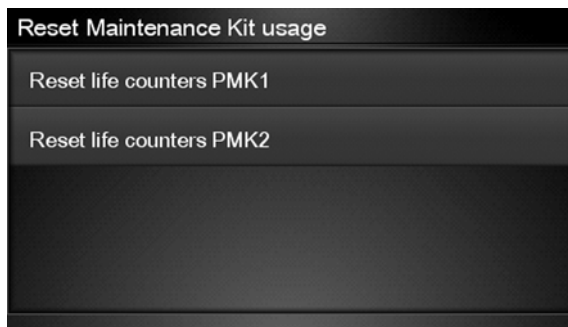 Reset Maintenance Kit usage
Reset life counters PMK1
Reset life counters PMK2